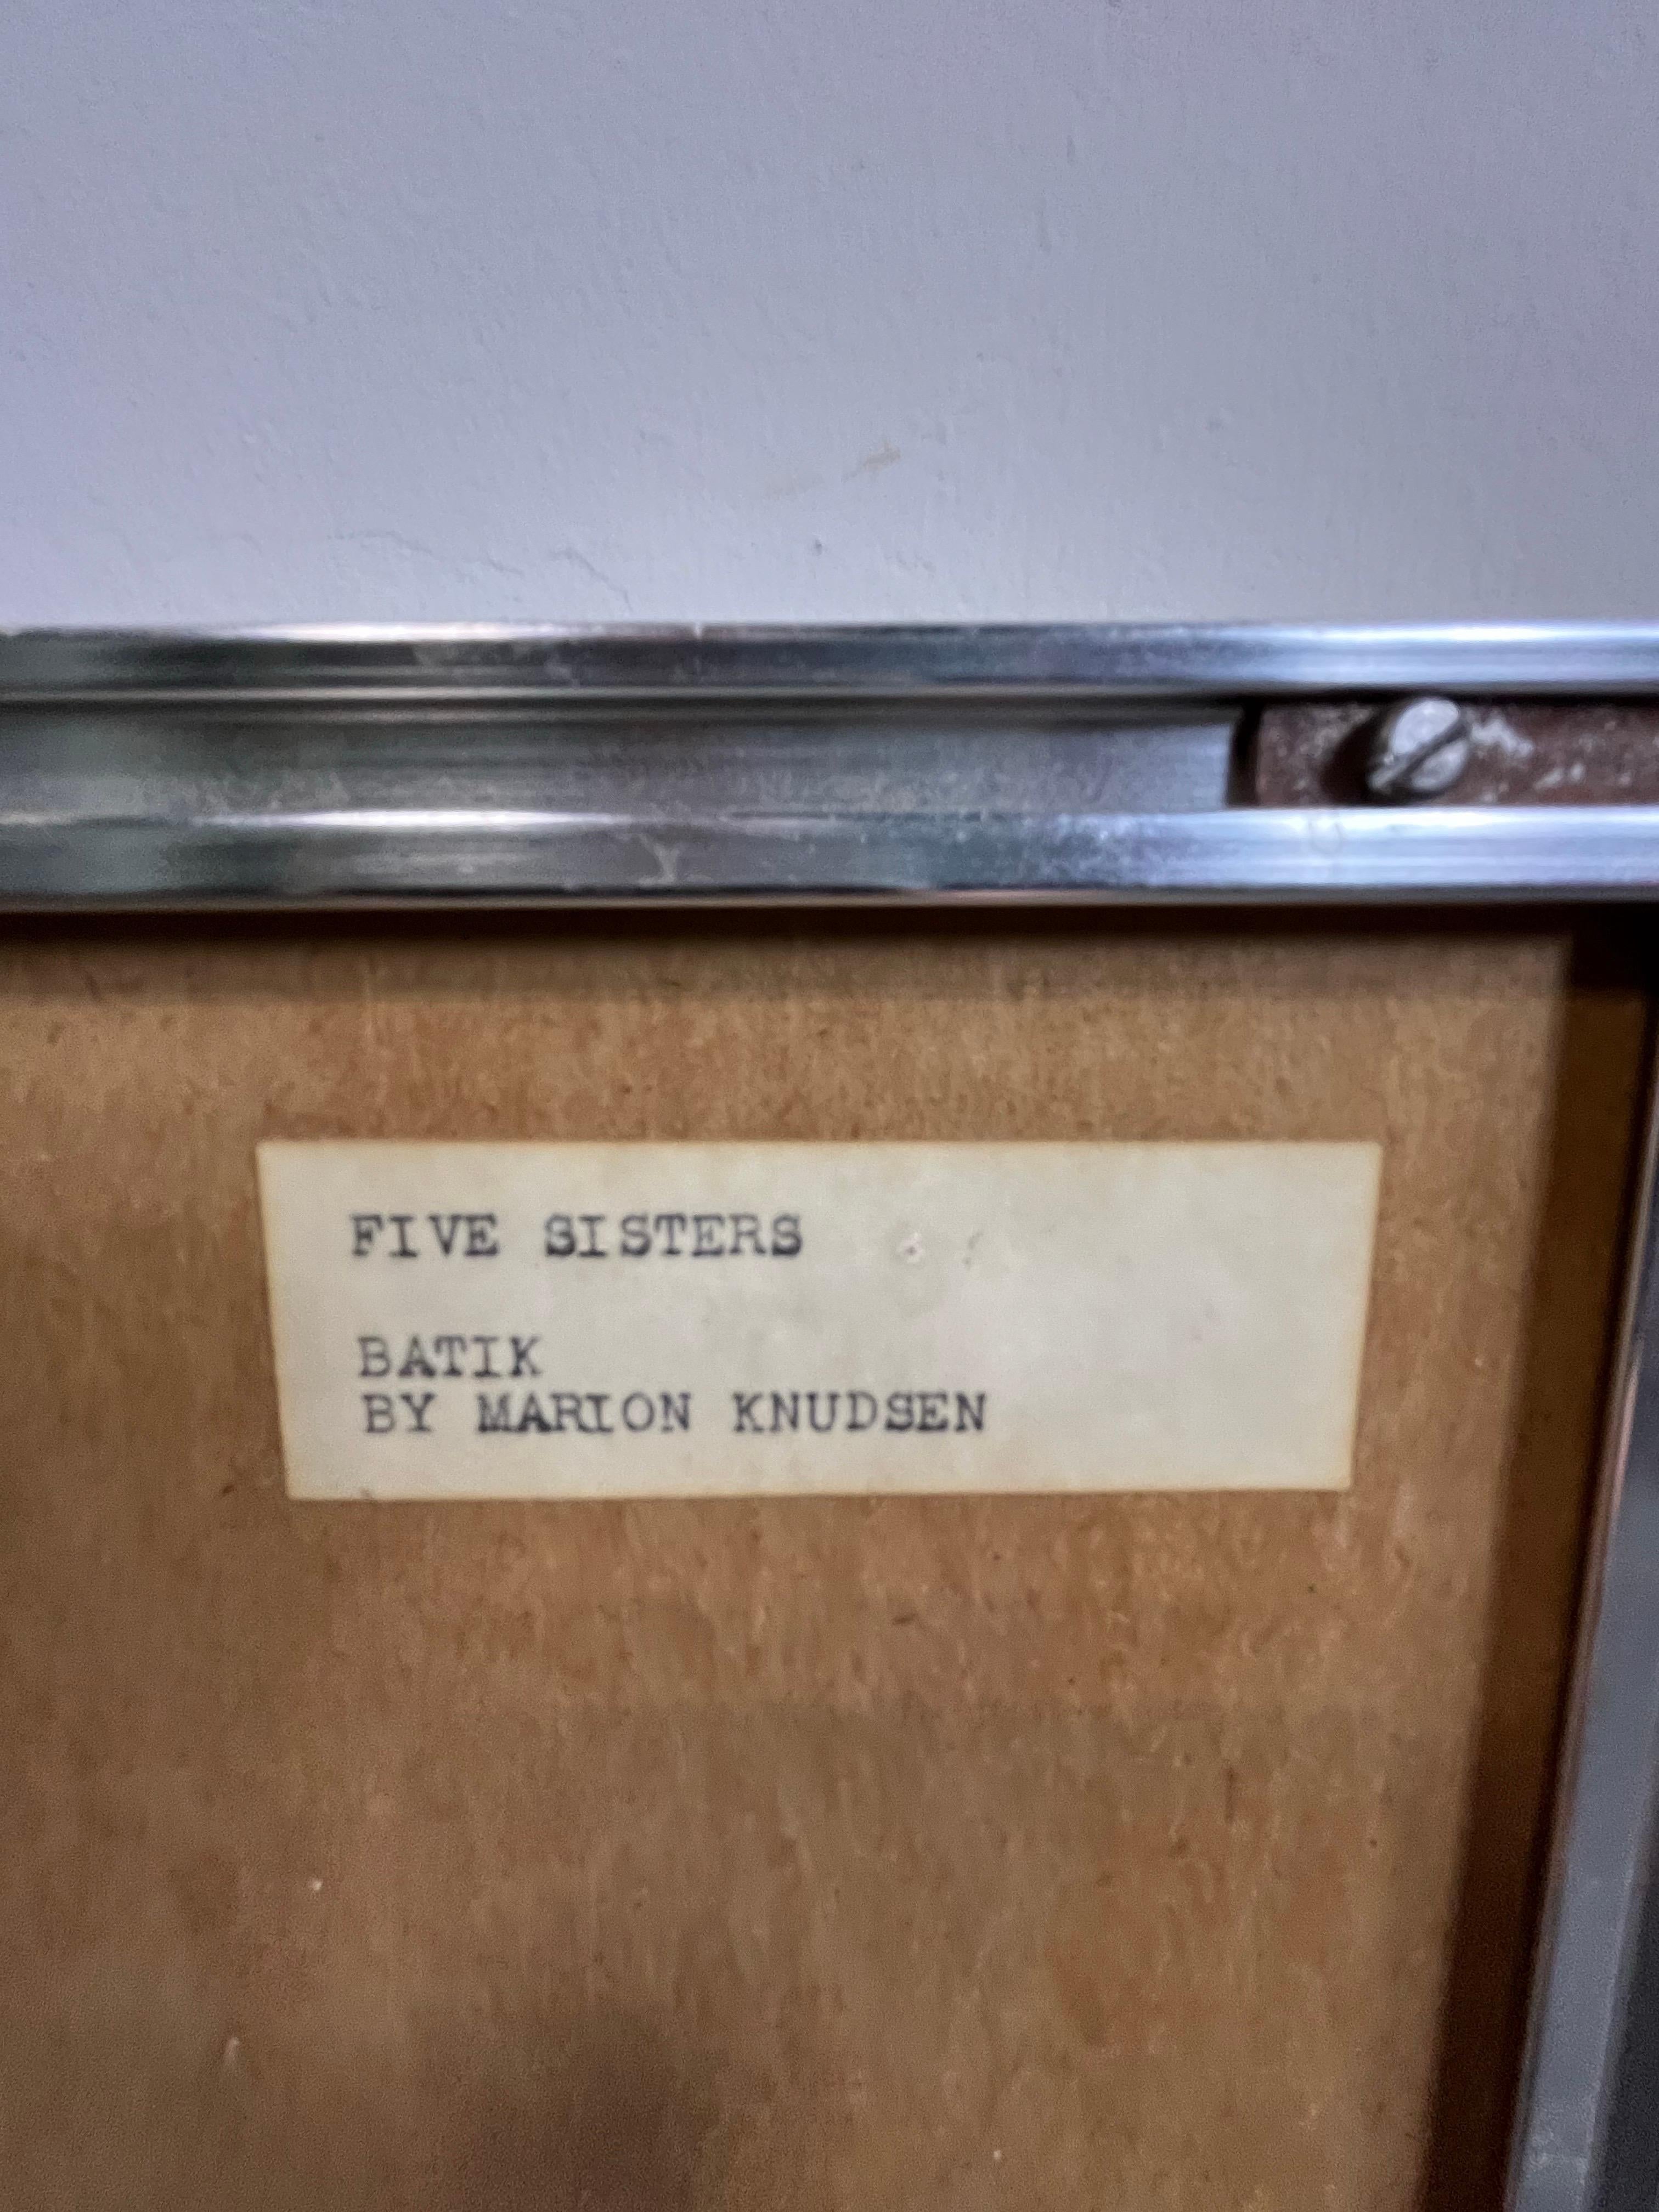 FIVE SISTERS
BATIK
BY MARION KNUDSEN